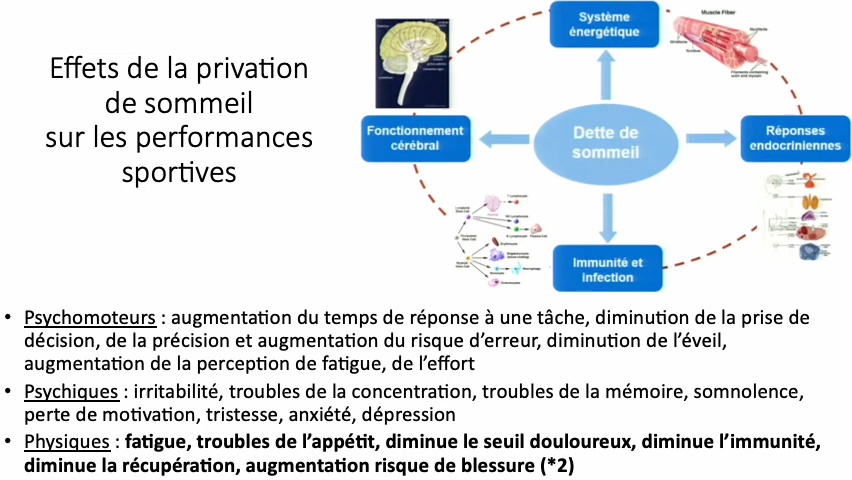 Effets de la privation
de sommeil
sur les performances
sportives
Système
énergétique
Muscle Fiber
Fonctionnement
cérébral
Dette de
sommeil
Réponses
endocriniennes
Immunité et
infection
• Psychomoteurs : augmentation du temps de réponse à une tâche, diminution de la prise de
décision, de la précision et augmentation du risque d’erreur, diminution de l’éveil,
augmentation de la perception de fatigue, de l’effort
• Psychiques : irritabilité, troubles de la concentration, troubles de la mémoire, somnolence,
perte de motivation, tristesse, anxiété, dépression
• Physiques : fatigue, troubles de l’appétit, diminue le seuil douloureux, diminue l’immunité,
diminue la récupération, augmentation risque de blessure (*2)